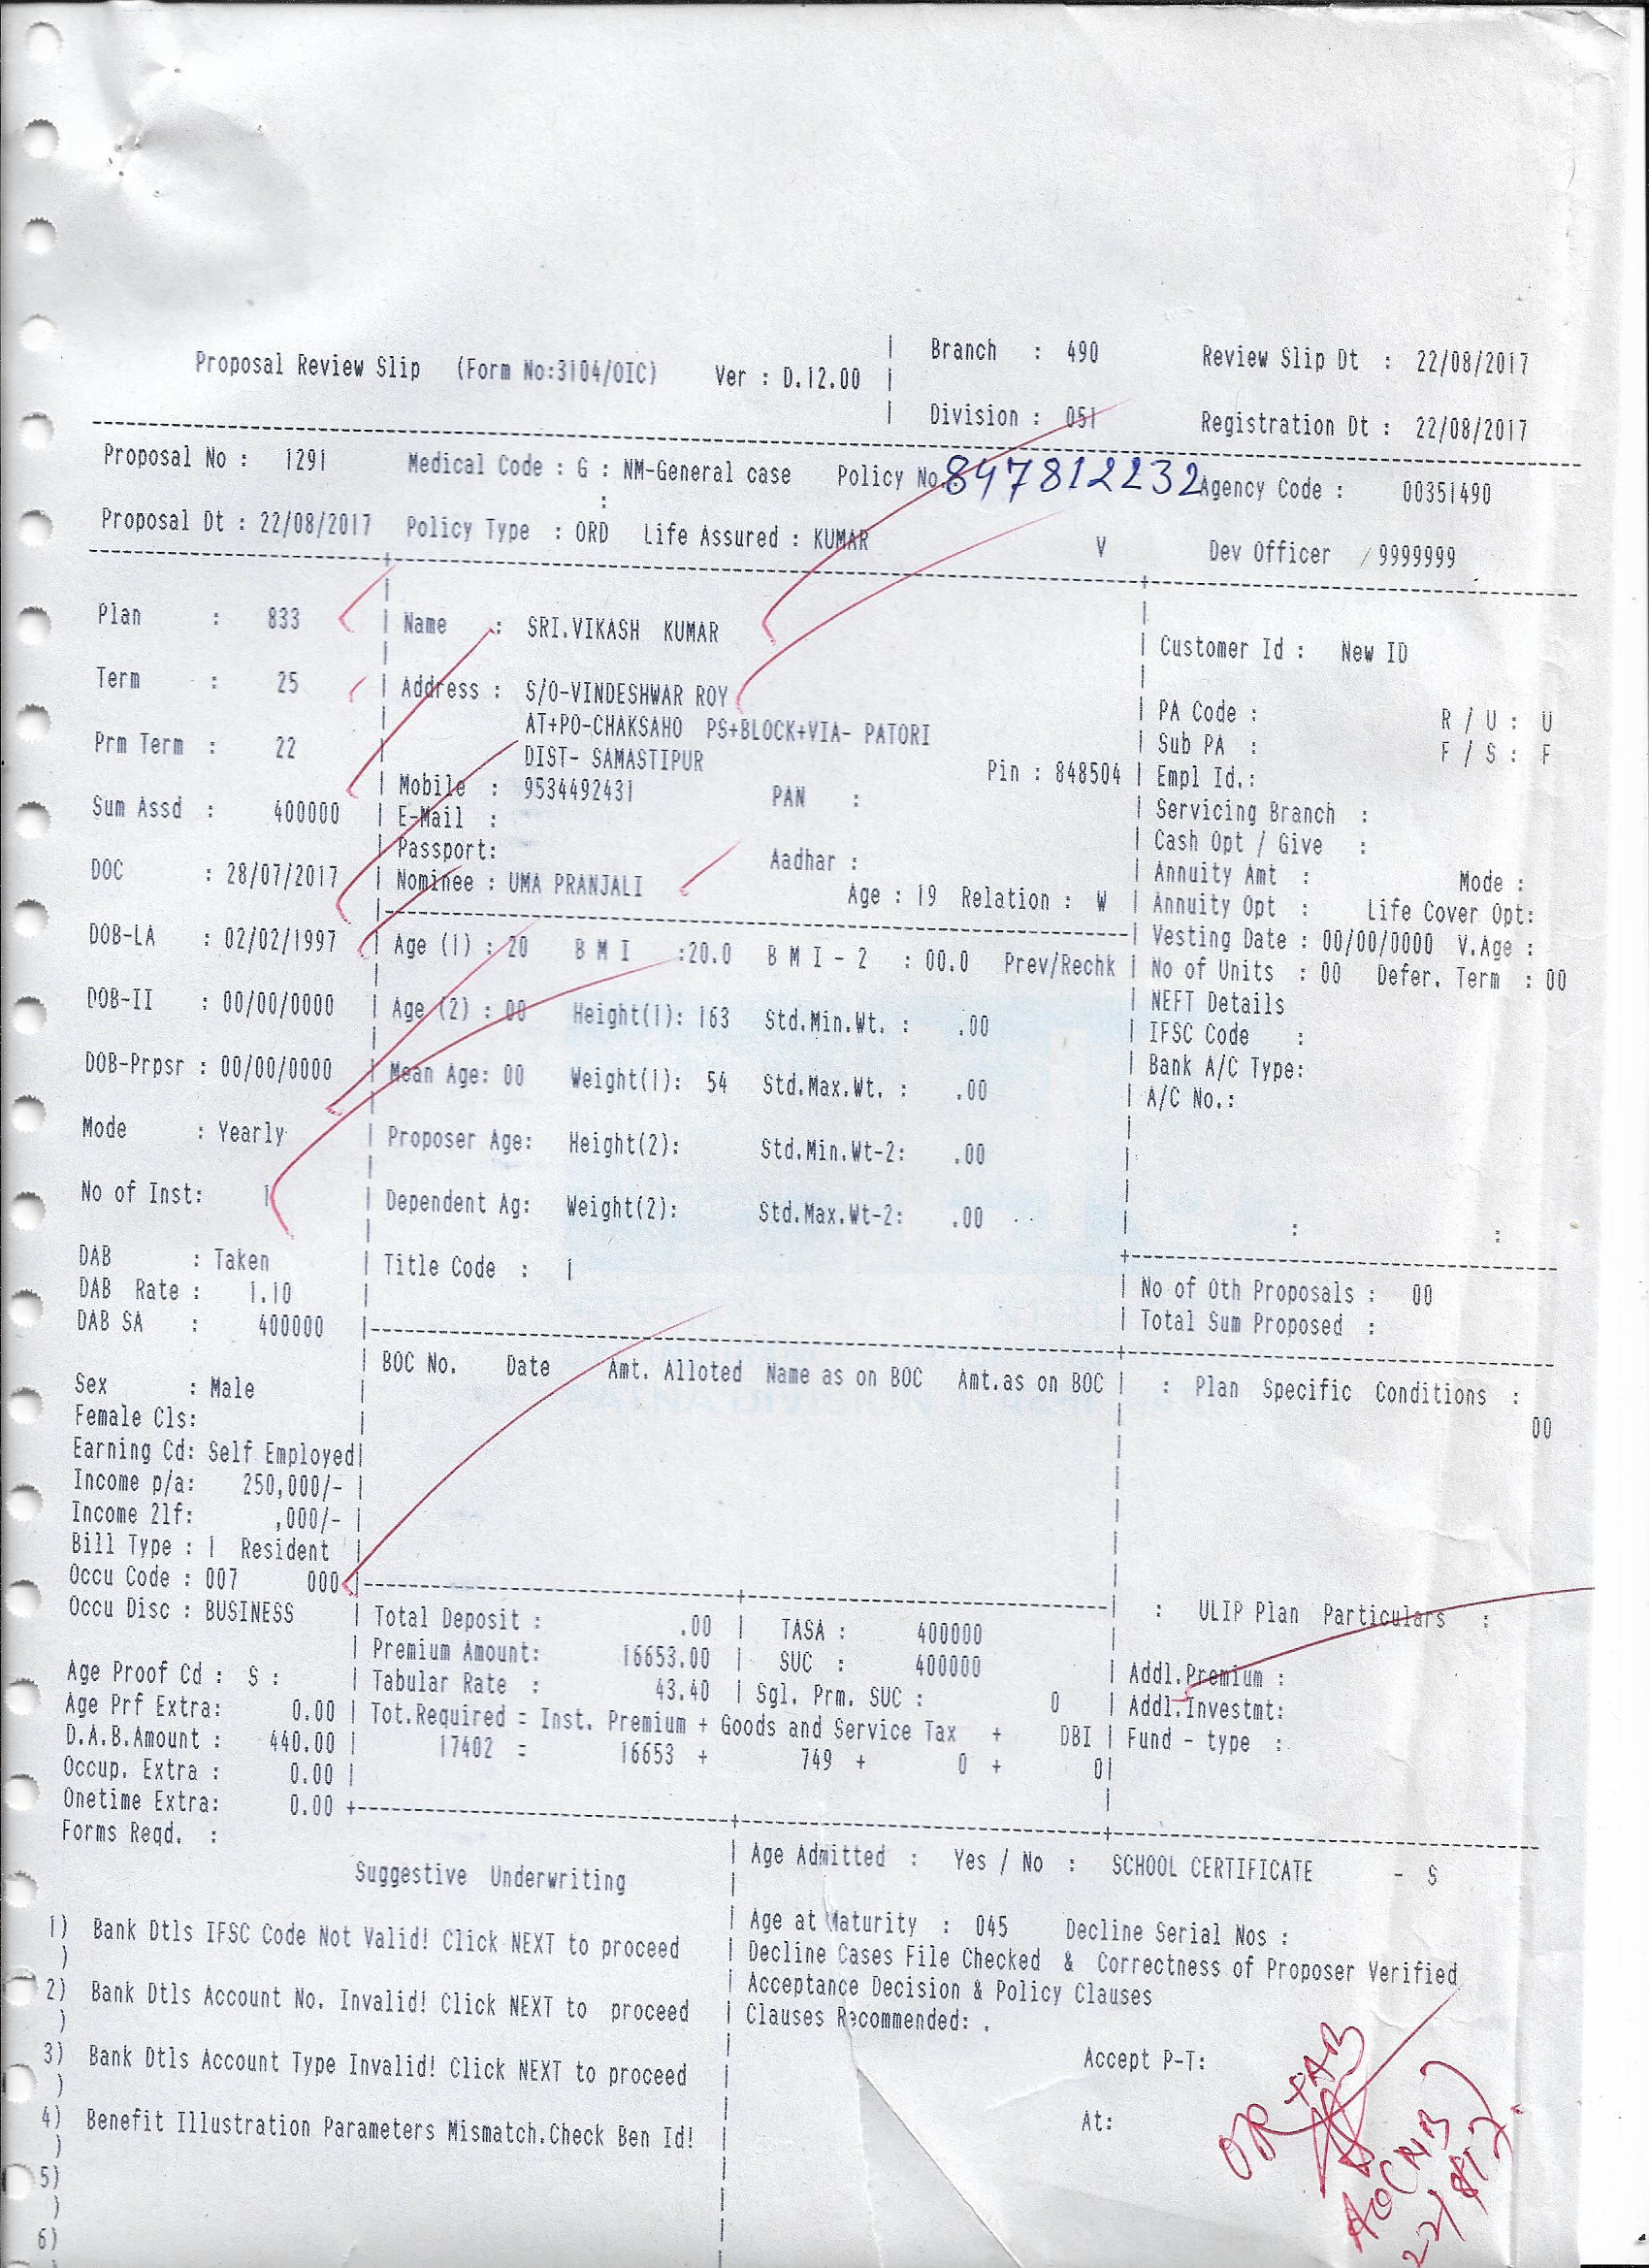 Proposal Review Slip (Form No:3104/OIC) Ver : D.12.00 | Branch : 490 Review Slip Dt : 22/08/2017
| Division : 051 Registration Dt : 22/08/2017
Proposal No : 1291 Medical Code : G : NM-General case Policy No. 847812232 Agency Code : 00351490
:
Proposal Dt : 22/08/2017 Policy Type : ORD Life Assured : KUMAR V Dev Officer / 9999999
Plan : 833 | Name : SRI.VIKASH KUMAR | Customer Id : New ID
Term : 25 | Address : S/O-VINDESHWAR ROY | PA Code : R / U : U
AT+PO-CHAKSAHO PS+BLOCK+VIA- PATORI | Sub PA : F / S : F
Prm Term : 22 DIST- SAMASTIPUR Pin : 848504 | Empl Id.:
| Mobile : 9534492431 PAN : | Servicing Branch :
Sum Assd : 400000 | E-Mail : | Cash Opt / Give :
| Passport: Aadhar : | Annuity Amt : Mode :
DOC : 28/07/2017 | Nominee : UMA PRANJALI Age : 19 Relation : W | Annuity Opt : Life Cover Opt:
| Vesting Date : 00/00/0000 V.Age :
DOB-LA : 02/02/1997 | Age (1) : 20 B M I :20.0 B M I - 2 : 00.0 Prev/Rechk | No of Units : 00 Defer. Term : 00
| NEFT Details
DOB-II : 00/00/0000 | Age (2) : 00 Height(1): 163 Std.Min.Wt. : .00 | IFSC Code :
| Bank A/C Type:
DOB-Prpsr : 00/00/0000 | Mean Age: 00 Weight(1): 54 Std.Max.Wt. : .00 | A/C No.:
Mode : Yearly | Proposer Age: Height(2): Std.Min.Wt-2: .00
No of Inst: 1 | Dependent Ag: Weight(2): Std.Max.Wt-2: .00 : :
DAB : Taken | Title Code : 1
DAB Rate : 1.10 | No of Oth Proposals : 00
DAB SA : 400000 | Total Sum Proposed :
| BOC No. Date Amt. Alloted Name as on BOC Amt.as on BOC | : Plan Specific Conditions :
Sex : Male 00
Female Cls:
Earning Cd: Self Employed|
Income p/a: 250,000/- |
Income 2lf: ,000/- |
Bill Type : 1 Resident
Occu Code : 007 000
Occu Disc : BUSINESS | Total Deposit : .00 | TASA : 400000 | : ULIP Plan Particulars :
| Premium Amount: 16653.00 | SUC : 400000
Age Proof Cd : S : | Tabular Rate : 43.40 | Sgl. Prm. SUC : 0 | Addl.Premium :
Age Prf Extra: 0.00 | Tot.Required = Inst. Premium + Goods and Service Tax + DBI | Addl.Investmt:
D.A.B.Amount : 440.00 | 17402 = 16653 + 749 + 0 + 0| Fund - type :
Occup. Extra : 0.00 |
Onetime Extra: 0.00
Forms Reqd. :
Suggestive Underwriting | Age Admitted : Yes / No : SCHOOL CERTIFICATE - S
1) Bank Dtls IFSC Code Not Valid! Click NEXT to proceed | Age at Maturity : 045 Decline Serial Nos :
) | Decline Cases File Checked & Correctness of Proposer Verified
2) Bank Dtls Account No. Invalid! Click NEXT to proceed | Acceptance Decision & Policy Clauses
) | Clauses Recommended: .
3) Bank Dtls Account Type Invalid! Click NEXT to proceed Accept P-T:
)
4) Benefit Illustration Parameters Mismatch.Check Ben Id! At:
)
5)
)
6)
AO(NB)